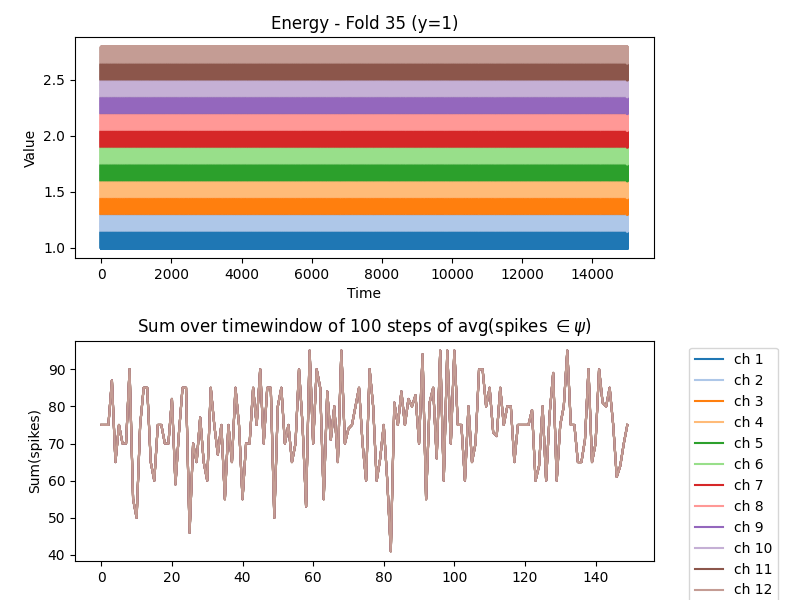 Energy - Fold 35 (y=1)
Value
2.5
2.0
1.5
1.0
0 2000 4000 6000 8000 10000 12000 14000
Time
Sum over timewindow of 100 steps of avg(spikes ∈ ψ)
Sum(spikes)
90
80
70
60
50
40
0 20 40 60 80 100 120 140
ch 1
ch 2
ch 3
ch 4
ch 5
ch 6
ch 7
ch 8
ch 9
ch 10
ch 11
ch 12